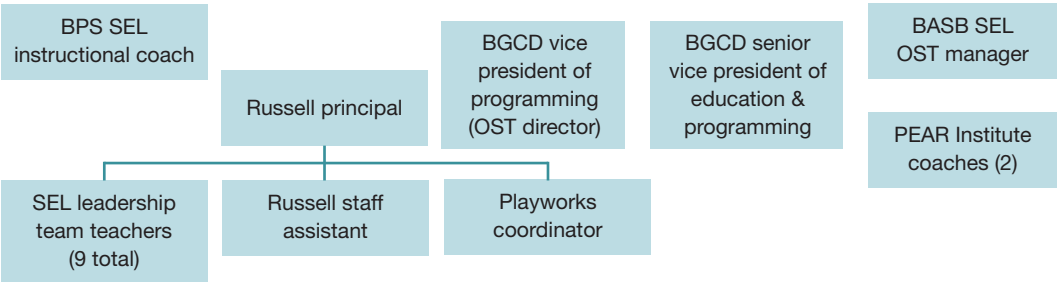 BPS SEL
instructional coach
Russell principal
BGCD vice
president of
programming
(OST director)
BGCD senior
vice president of
education &
programming
BASB SEL
OST manager
PEAR Institute
coaches (2)
SEL leadership
team teachers
(9 total)
Russell staff
assistant
Playworks
coordinator